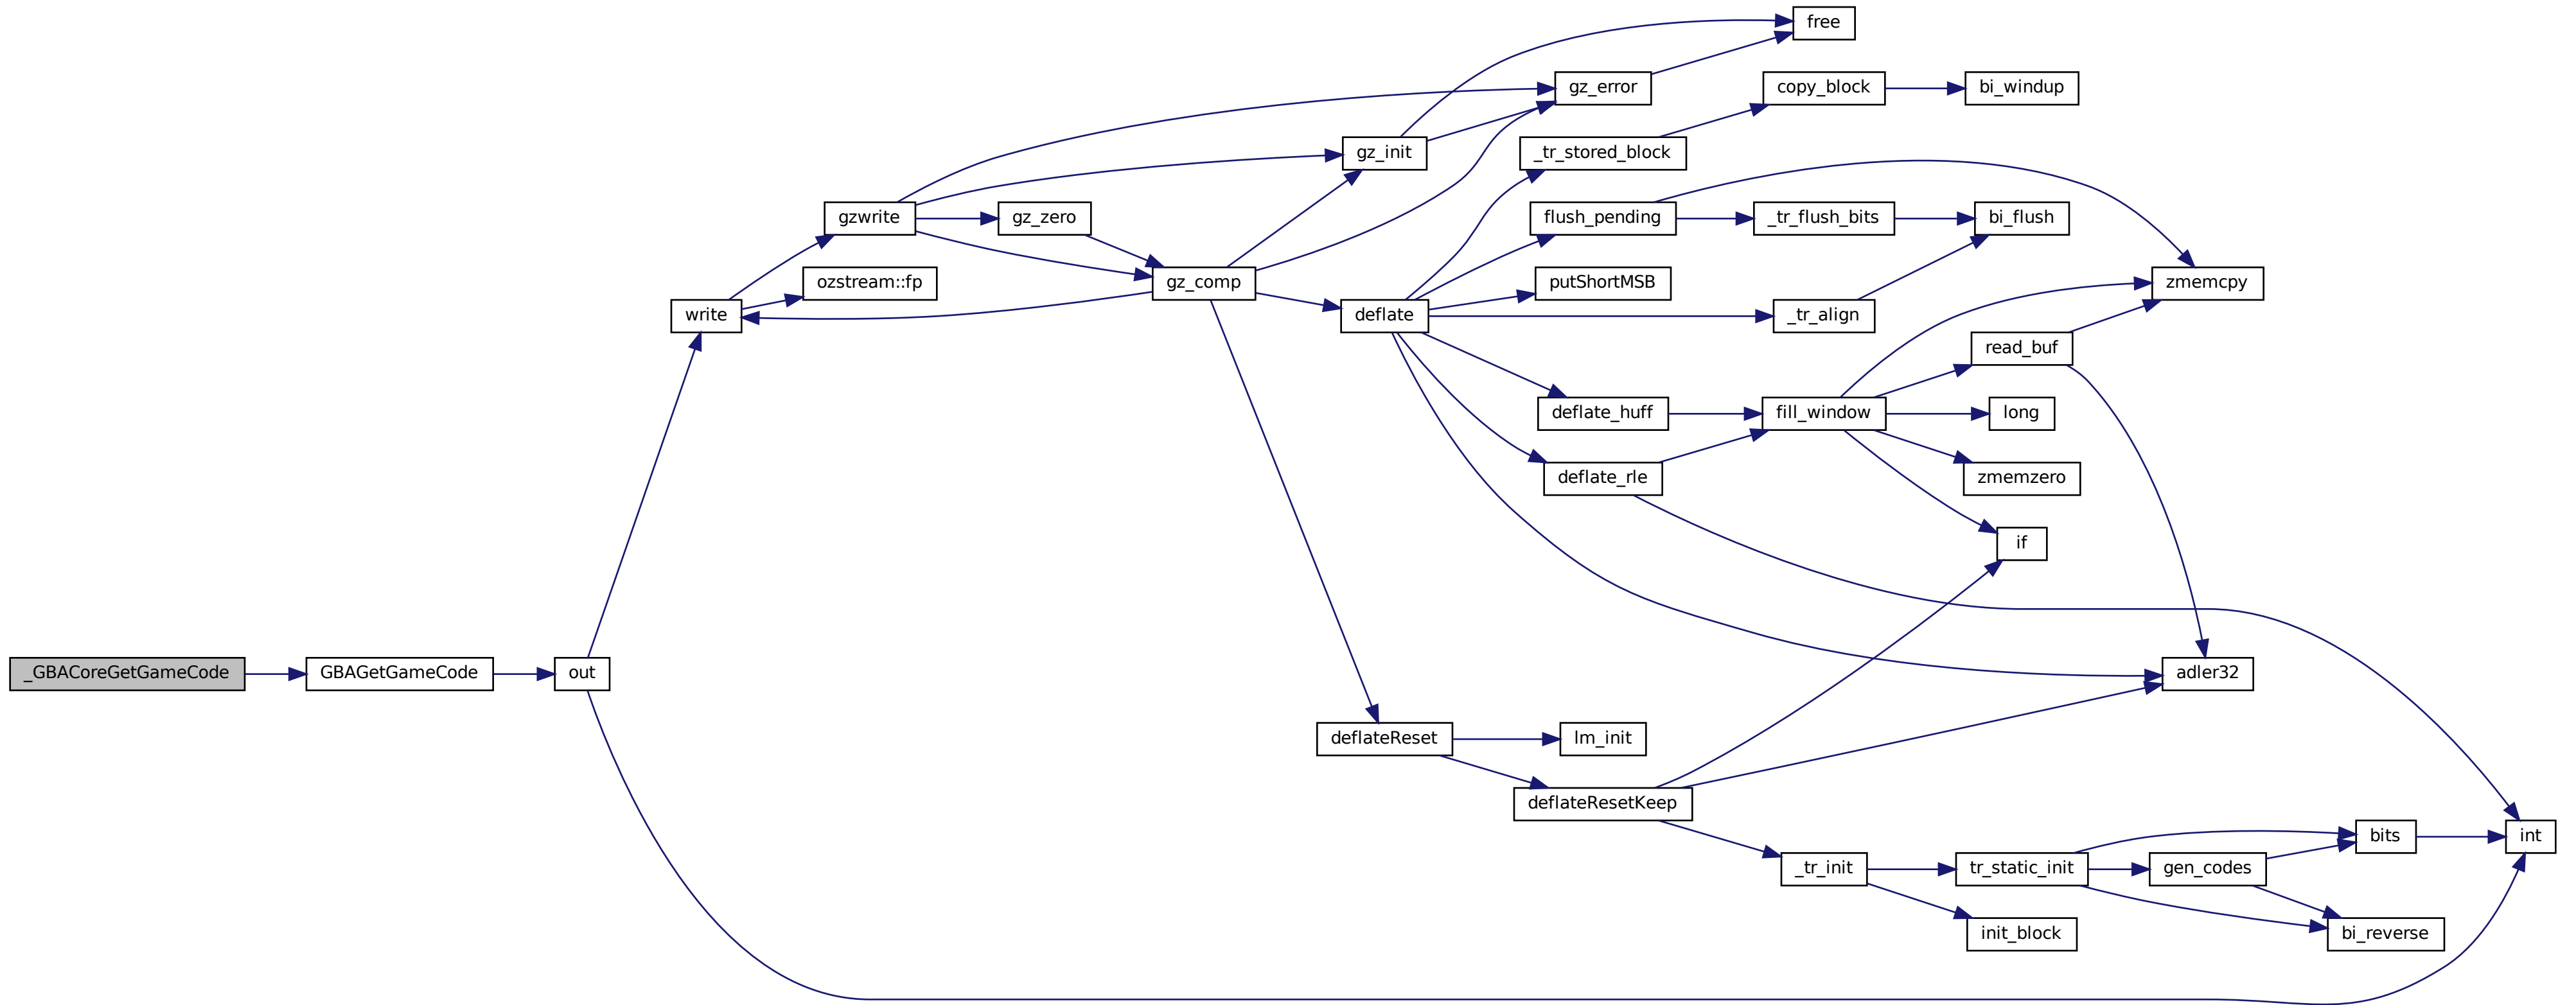 free
gz_error
copy_block
bi_windup
gz_init
_tr_stored_block
gzwrite
gz_zero
flush_pending
_tr_flush_bits
bi_flush
ozstream::fp
gz_comp
putShortMSB
zmemcpy
write
deflate
_tr_align
read_buf
deflate_huff
fill_window
long
deflate_rle
zmemzero
if
_GBACoreGetGameCode
GBAGetGameCode
out
adler32
deflateReset
lm_init
deflateResetKeep
bits
int
_tr_init
tr_static_init
gen_codes
init_block
bi_reverse